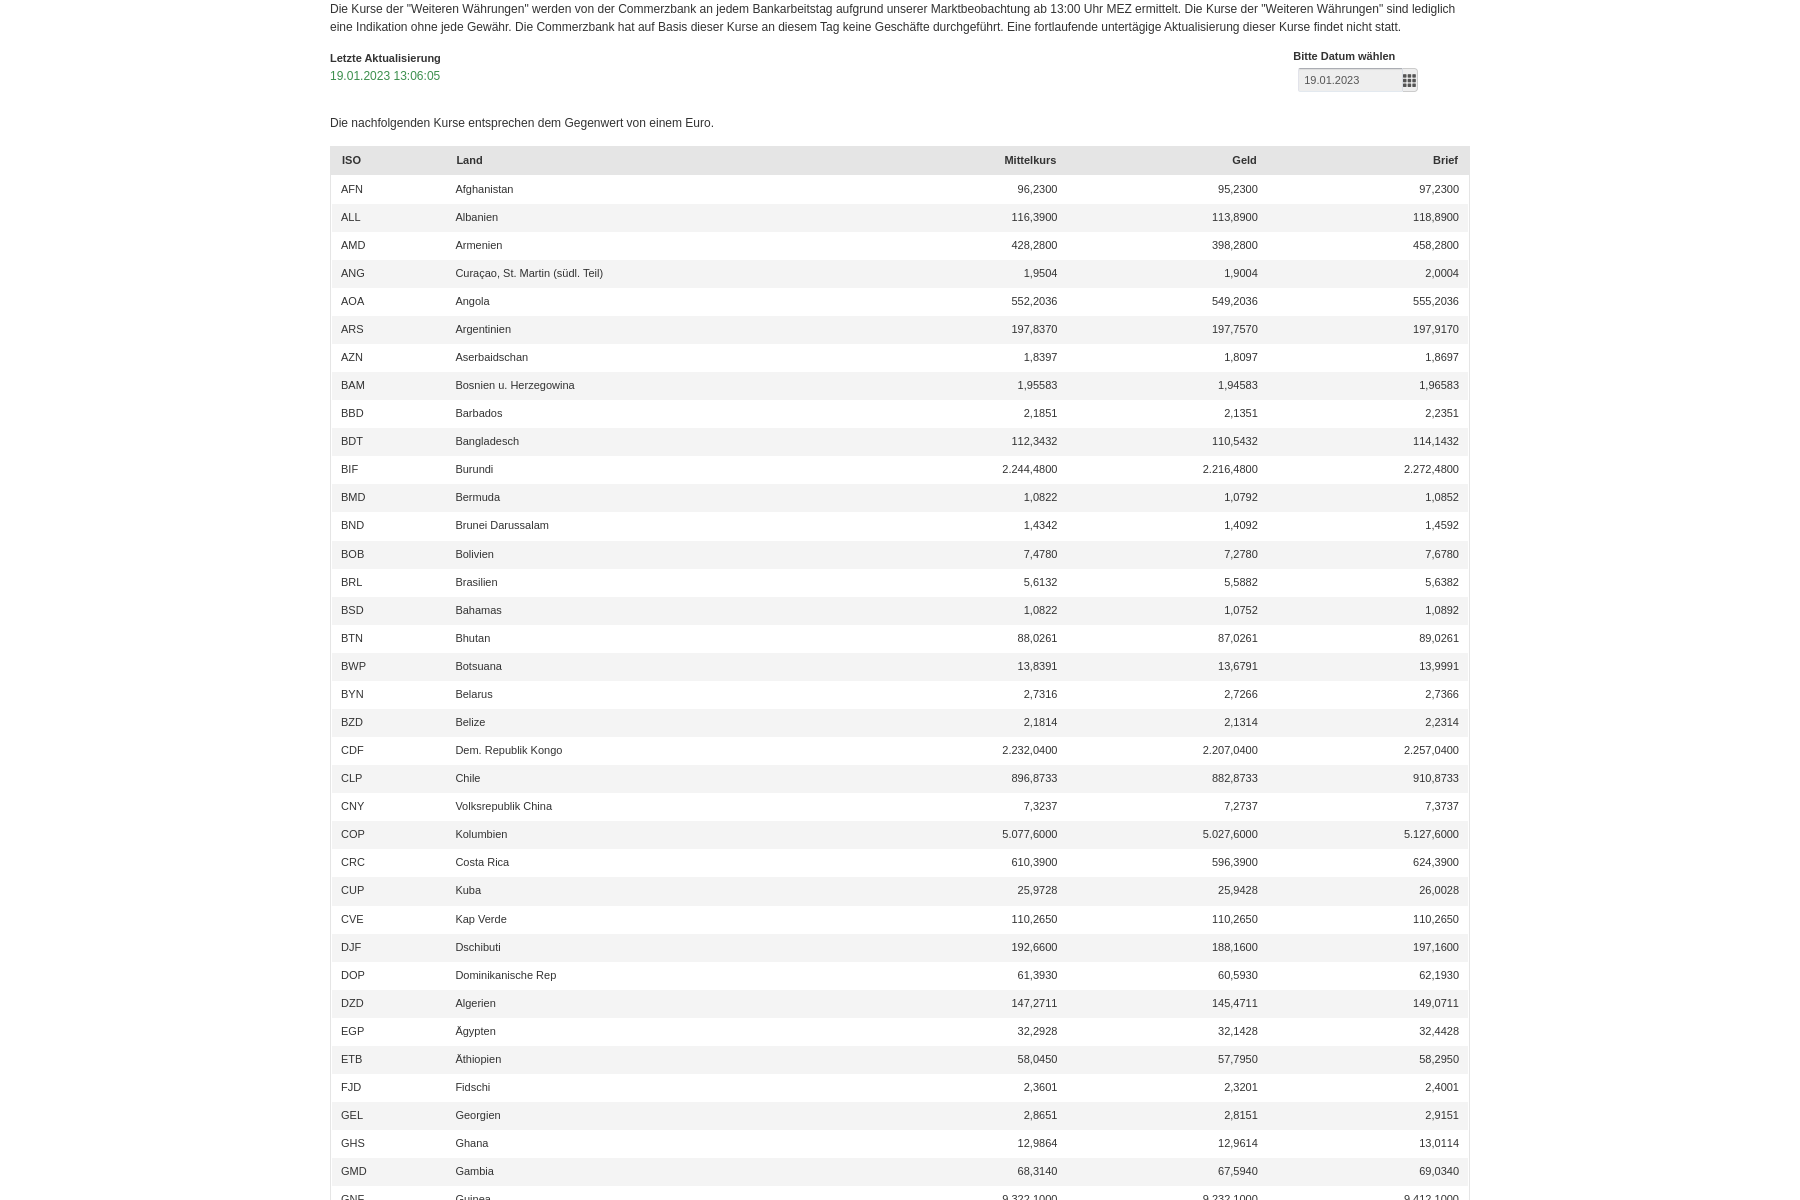 Die Kurse der "Weiteren Währungen" werden von der Commerzbank an jedem Bankarbeitstag aufgrund unserer Marktbeobachtung ab 13:00 Uhr MEZ ermittelt. Die Kurse der "Weiteren Währungen" sind lediglich
eine Indikation ohne jede Gewähr. Die Commerzbank hat auf Basis dieser Kurse an diesem Tag keine Geschäfte durchgeführt. Eine fortlaufende untertägige Aktualisierung dieser Kurse findet nicht statt.
Letzte Aktualisierung
19.01.2023 13:06:05
Bitte Datum wählen
19.01.2023
Die nachfolgenden Kurse entsprechen dem Gegenwert von einem Euro.
ISO Land Mittelkurs Geld Brief
AFN Afghanistan 96,2300 95,2300 97,2300
ALL Albanien 116,3900 113,8900 118,8900
AMD Armenien 428,2800 398,2800 458,2800
ANG Curaçao, St. Martin (südl. Teil) 1,9504 1,9004 2,0004
AOA Angola 552,2036 549,2036 555,2036
ARS Argentinien 197,8370 197,7570 197,9170
AZN Aserbaidschan 1,8397 1,8097 1,8697
BAM Bosnien u. Herzegowina 1,95583 1,94583 1,96583
BBD Barbados 2,1851 2,1351 2,2351
BDT Bangladesch 112,3432 110,5432 114,1432
BIF Burundi 2.244,4800 2.216,4800 2.272,4800
BMD Bermuda 1,0822 1,0792 1,0852
BND Brunei Darussalam 1,4342 1,4092 1,4592
BOB Bolivien 7,4780 7,2780 7,6780
BRL Brasilien 5,6132 5,5882 5,6382
BSD Bahamas 1,0822 1,0752 1,0892
BTN Bhutan 88,0261 87,0261 89,0261
BWP Botsuana 13,8391 13,6791 13,9991
BYN Belarus 2,7316 2,7266 2,7366
BZD Belize 2,1814 2,1314 2,2314
CDF Dem. Republik Kongo 2.232,0400 2.207,0400 2.257,0400
CLP Chile 896,8733 882,8733 910,8733
CNY Volksrepublik China 7,3237 7,2737 7,3737
COP Kolumbien 5.077,6000 5.027,6000 5.127,6000
CRC Costa Rica 610,3900 596,3900 624,3900
CUP Kuba 25,9728 25,9428 26,0028
CVE Kap Verde 110,2650 110,2650 110,2650
DJF Dschibuti 192,6600 188,1600 197,1600
DOP Dominikanische Rep 61,3930 60,5930 62,1930
DZD Algerien 147,2711 145,4711 149,0711
EGP Ägypten 32,2928 32,1428 32,4428
ETB Äthiopien 58,0450 57,7950 58,2950
FJD Fidschi 2,3601 2,3201 2,4001
GEL Georgien 2,8651 2,8151 2,9151
GHS Ghana 12,9864 12,9614 13,0114
GMD Gambia 68,3140 67,5940 69,0340
GNF Guinea 9.322,1000 9.232,1000 9.412,1000